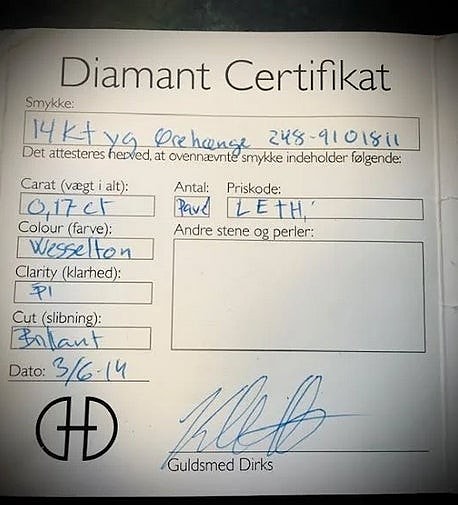 Diamant Certifikat
Smykke:
14 kt yg Ørehænge 248-9101811
Det attesteres herved, at ovennævnte smykke indeholder følgende:
Carat (vægt i alt): Antal: Priskode:
0,17 ct Pavé LETH,
Colour (farve): Andre stene og perler:
Wesselton
Clarity (klarhed):
P1
Cut (slibning):
Brillant
Dato: 3/6-14
Guldsmed Dirks